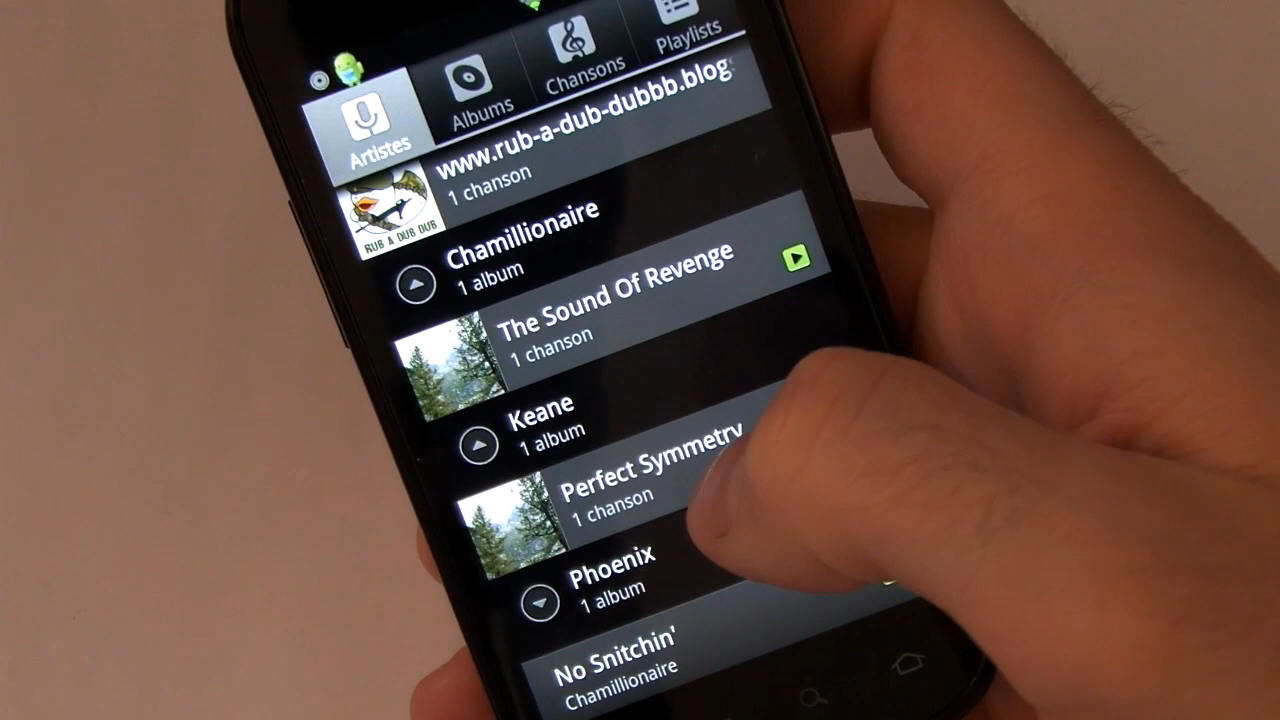 Artistes
Albums
Chansons
Playlists
www.rub-a-dub-dubbb.blog
1 chanson
RUB A DUB DUB
Chamillionaire
1 album
The Sound Of Revenge
1 chanson
Keane
1 album
Perfect Symmetry
1 chanson
Phoenix
1 album
No Snitchin'
Chamillionaire